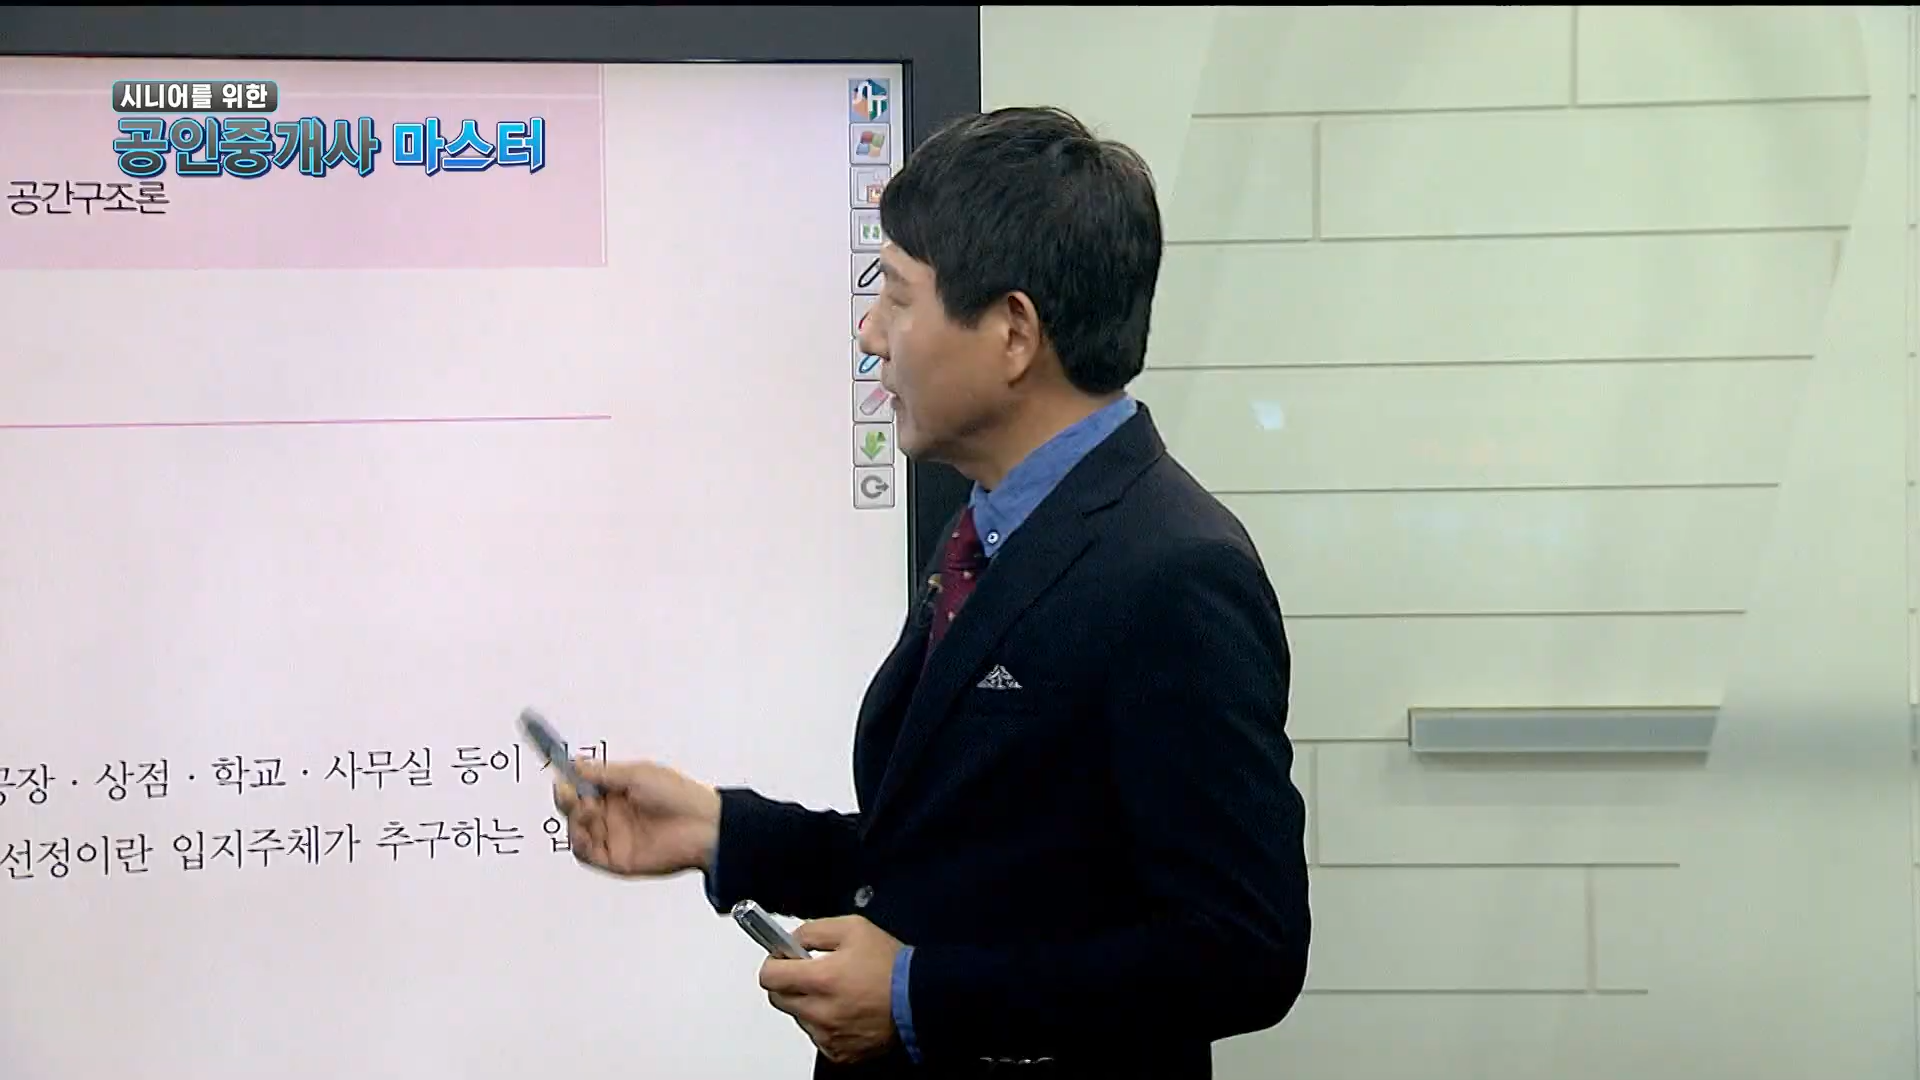 시니어를 위한
공인중개사 마스터
공간구조론
공장 · 상점 · 학교 · 사무실 등이
선정이란 입지주체가 추구하는